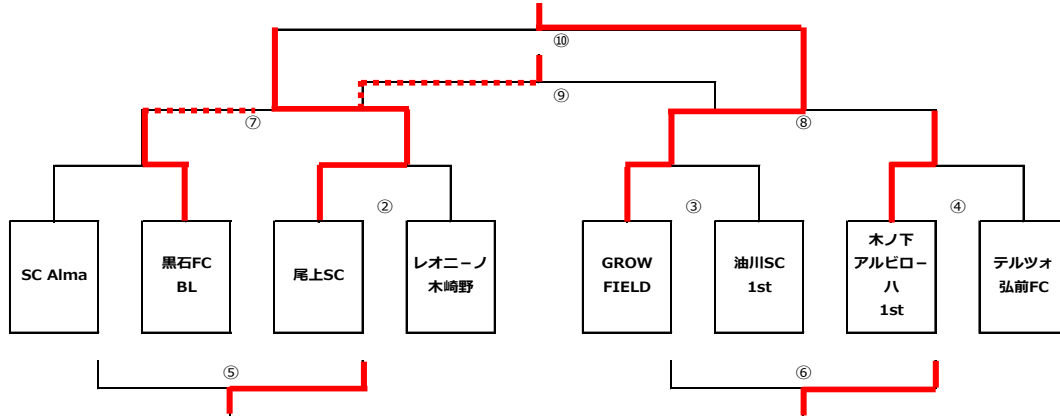 ⑩
⑨
⑦
⑧
②
③
④
SC Alma
黒石FC
BL
尾上SC
レオニーノ
木崎野
GROW
FIELD
油川SC
1st
木ノ下
アルビロー
ハ
1st
テルツォ
弘前FC
⑤
⑥